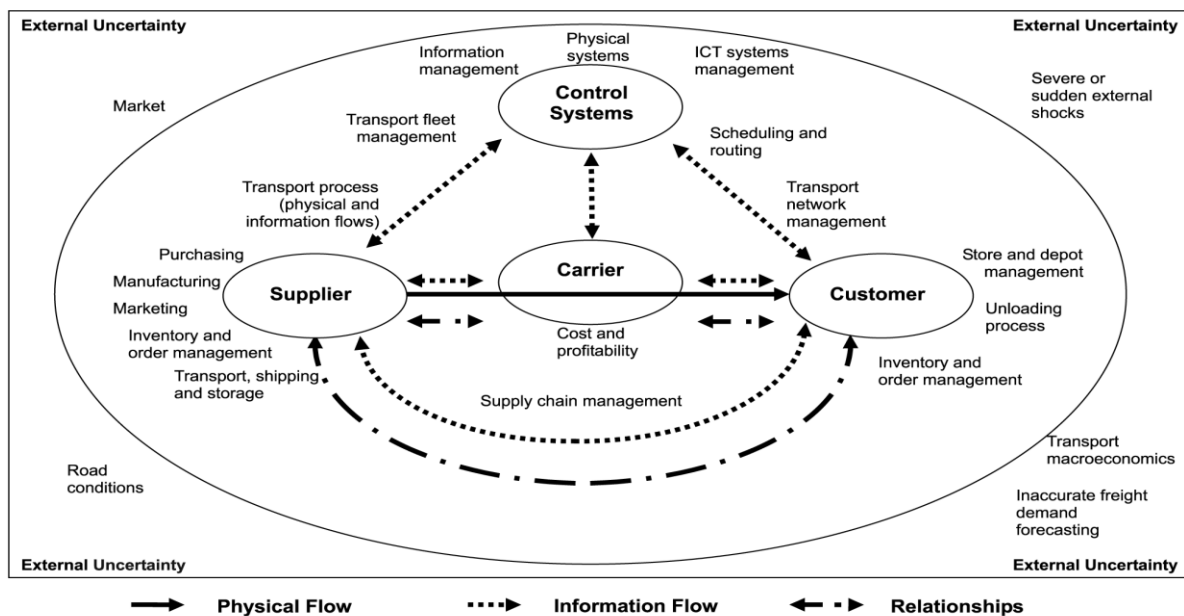 External Uncertainty
External Uncertainty
Physical
systems
Information
management
ICT systems
management
Severe or
sudden external
shocks
Market
Control
Systems
Transport fleet
management
Scheduling and
routing
Transport process
(physical and
information flows)
Transport
network
management
Purchasing
Manufacturing
Marketing
Inventory and
order management
Transport, shipping
and storage
Supplier
Carrier
Cost and
profitability
Customer
Store and depot
management
Unloading
process
Inventory and
order management
Supply chain management
Road
conditions
Transport
macroeconomics
Inaccurate freight
demand
forecasting
External Uncertainty
External Uncertainty
Physical Flow
Information Flow
Relationships